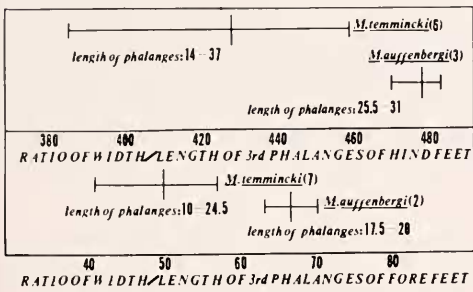 M.temmincki(6)
length of phalanges:14-37
M.auffenbergi(3)
length of phalanges:25.5-31
380 400 420 440 460 480
RATIO OF WIDTH/LENGTH OF 3rd PHALANGES OF HIND FEET
M.temmincki(7)
length of phalanges:10-24.5
M.auffenbergi(2)
length of phalanges:17.5-20
40 50 60 70 80
RATIO OF WIDTH/LENGTH OF 3rd PHALANGES OF FORE FEET